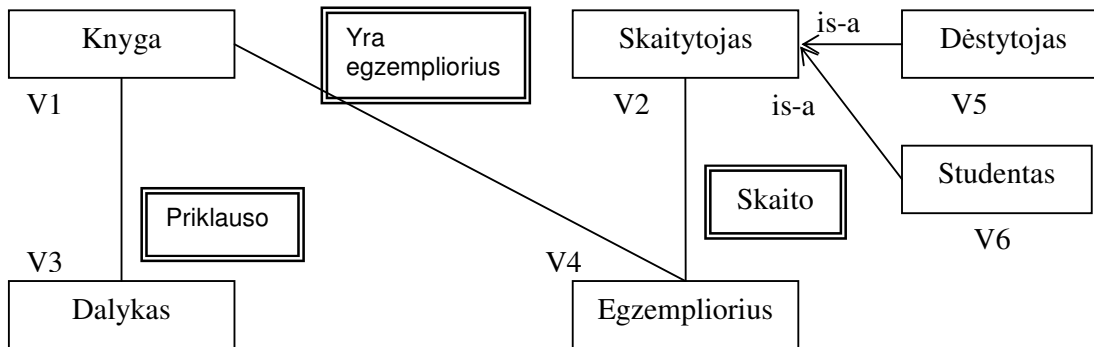 Knyga
Yra
egzempliorius
Skaitytojas
is-a
Dėstytojas
V1
V2
is-a
V5
Studentas
Priklauso
Skaito
V6
V3
V4
Dalykas
Egzempliorius